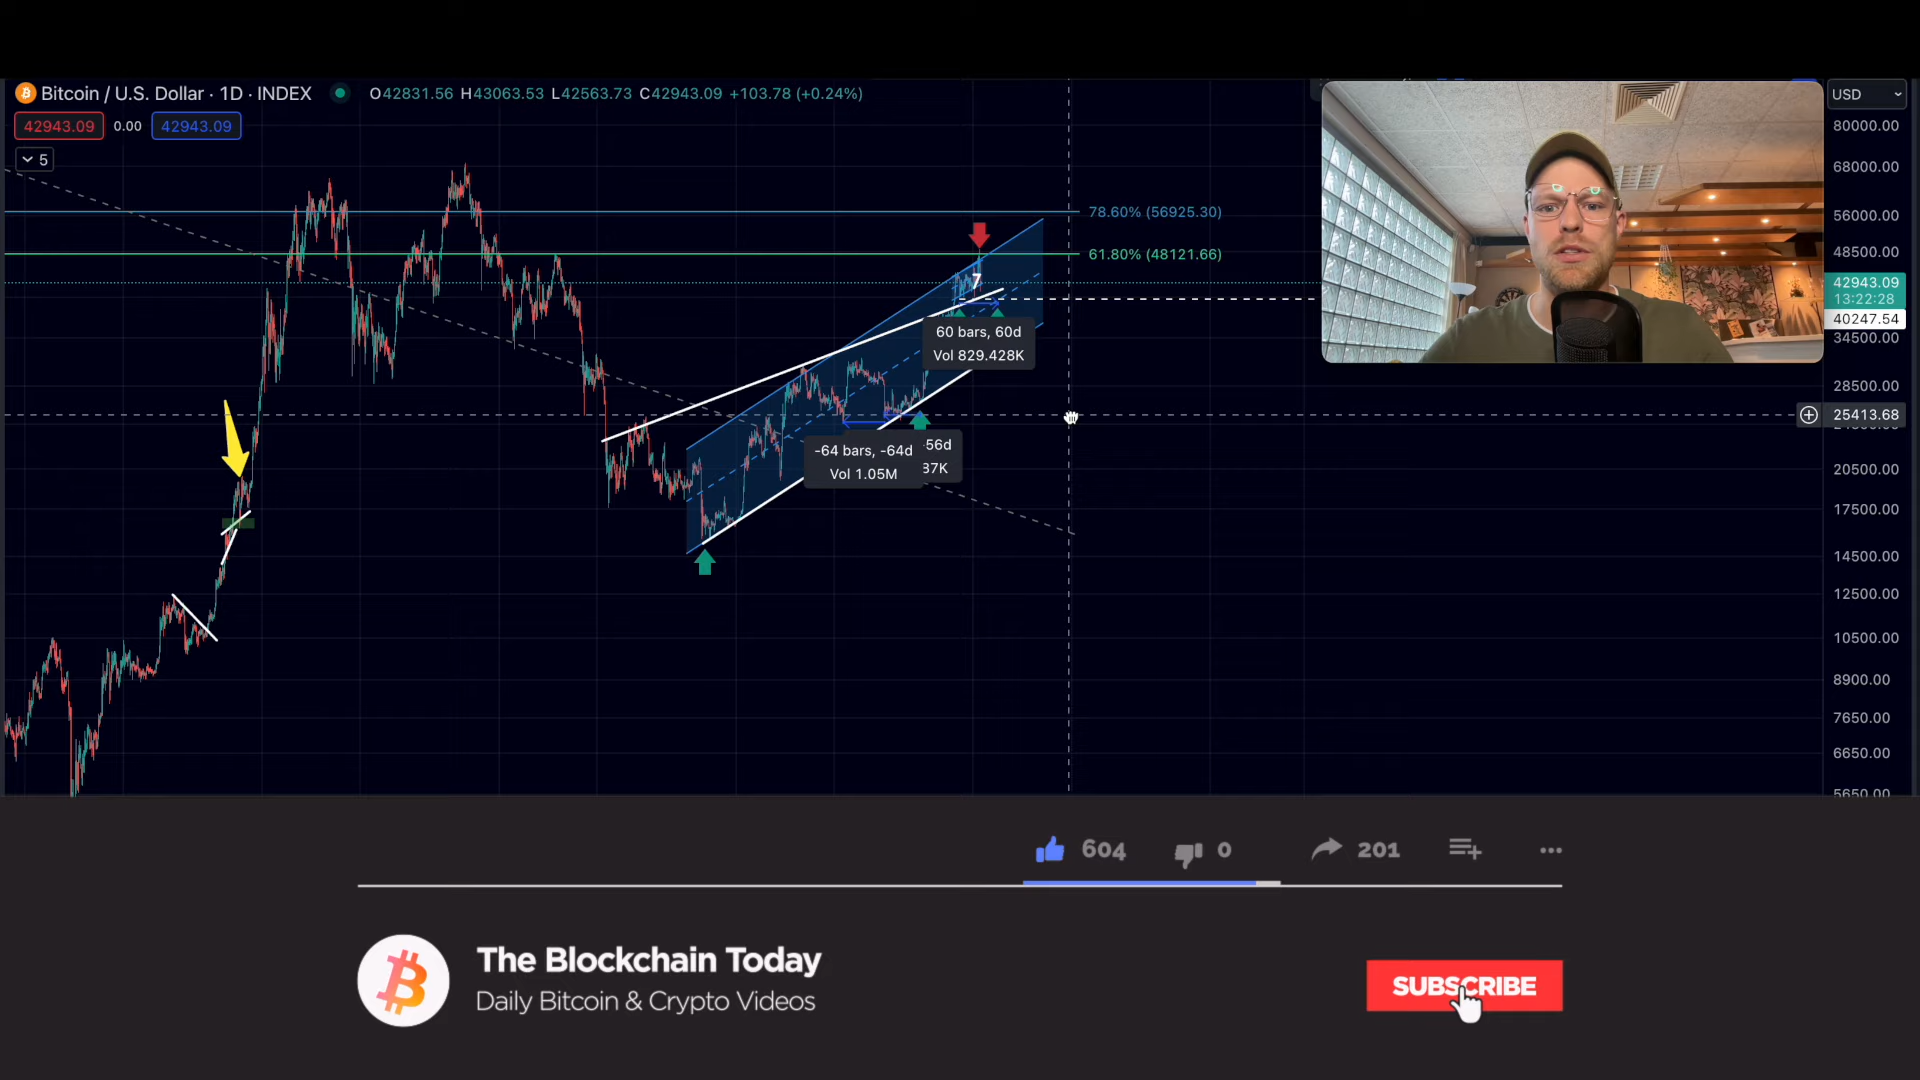 Bitcoin / U.S. Dollar · 1D · INDEX
O42831.56 H43063.53 L42563.73 C42943.09 +103.78 (+0.24%)
42943.09 0.00 42943.09
5
USD
80000.00
68000.00
56000.00
48500.00
42943.09
13:22:28
40247.54
34500.00
28500.00
25413.68
20500.00
17500.00
14500.00
12500.00
10500.00
8900.00
7650.00
6650.00
5650.00
78.60% (56925.30)
61.80% (48121.66)
7
60 bars, 60d
Vol 829.428K
-64 bars, -64d
Vol 1.05M
-56d
87K
604
0
201
The Blockchain Today
Daily Bitcoin & Crypto Videos
SUBSCRIBE